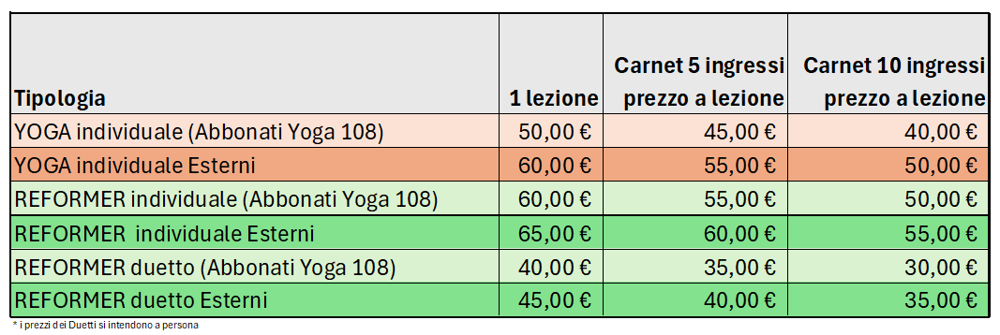 Tipologia 1 lezione Carnet 5 ingressi prezzo a lezione Carnet 10 ingressi prezzo a lezione
YOGA individuale (Abbonati Yoga 108) 50,00 € 45,00 € 40,00 €
YOGA individuale Esterni 60,00 € 55,00 € 50,00 €
REFORMER individuale (Abbonati Yoga 108) 60,00 € 55,00 € 50,00 €
REFORMER  individuale Esterni 65,00 € 60,00 € 55,00 €
REFORMER duetto (Abbonati Yoga 108) 40,00 € 35,00 € 30,00 €
REFORMER duetto Esterni 45,00 € 40,00 € 35,00 €
* i prezzi dei Duetti si intendono a persona